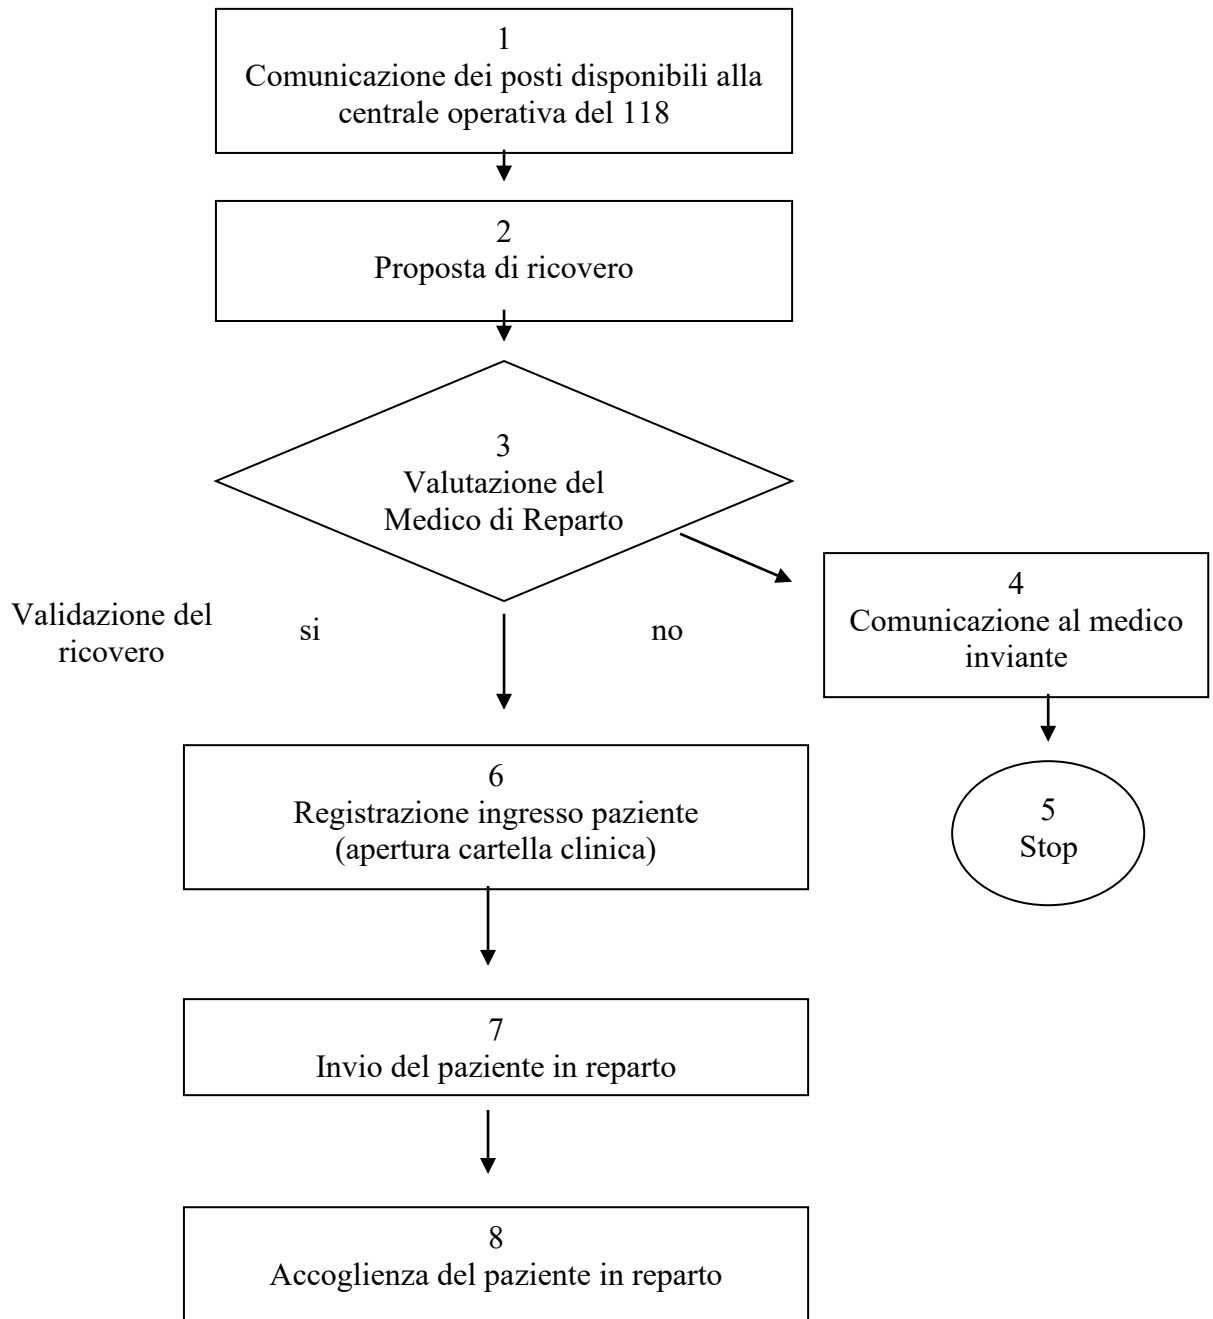 1
Comunicazione dei posti disponibili alla
centrale operativa del 118
2
Proposta di ricovero
3
Valutazione del
Medico di Reparto
Validazione del
ricovero
si
no
4
Comunicazione al medico
inviante
5
Stop
6
Registrazione ingresso paziente
(apertura cartella clinica)
7
Invio del paziente in reparto
8
Accoglienza del paziente in reparto